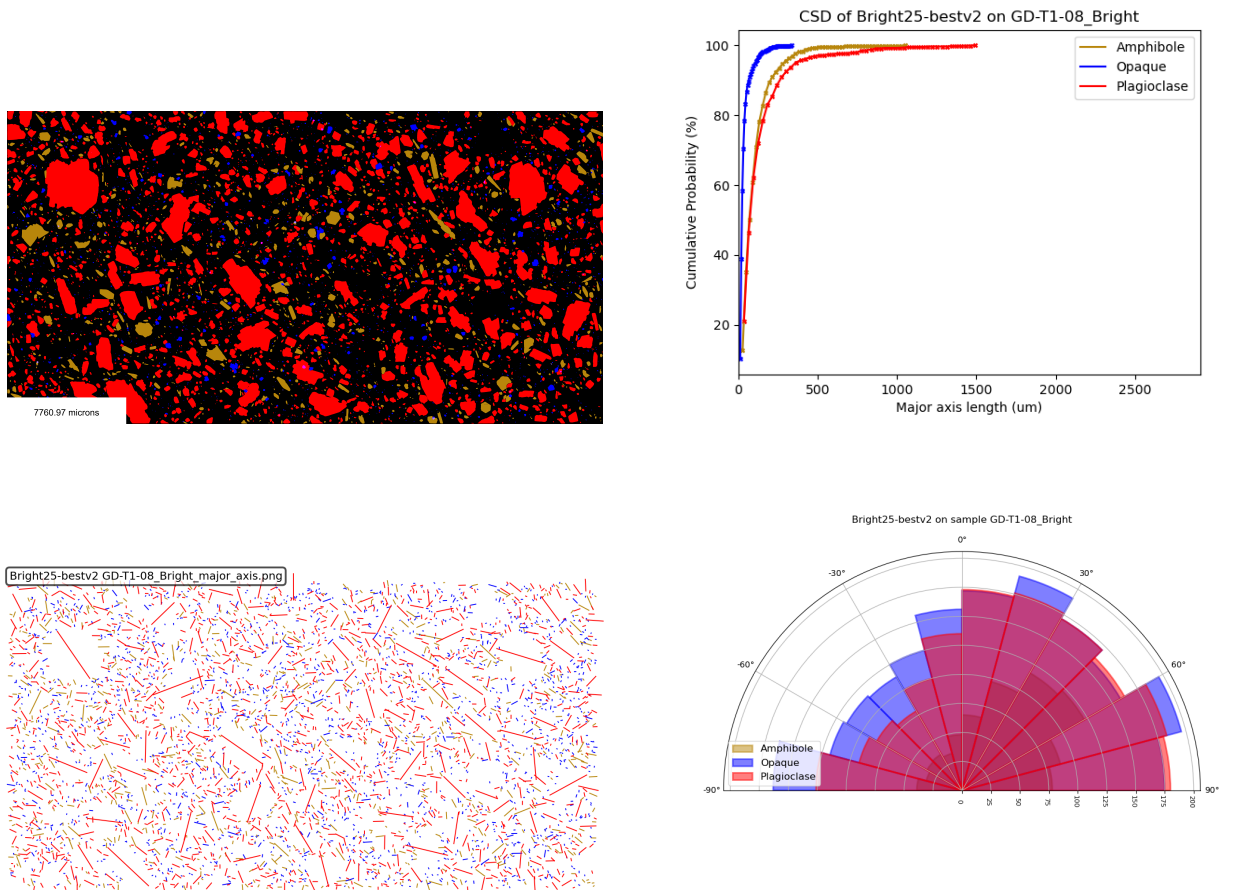 CSD of Bright25-bestv2 on GD-T1-08_Bright
100
80
60
40
20
Cumulative Probability (%)
Amphibole
Opaque
Plagioclase
0
500
1000
1500
2000
2500
Major axis length (um)
7760.97 microns
Bright25-bestv2 GD-T1-08_Bright_major_axis.png
Bright25-bestv2 on sample GD-T1-08_Bright
0°
-30°
30°
-60°
60°
-90°
90°
Amphibole
Opaque
Plagioclase
0
25
50
75
100
125
150
175
200